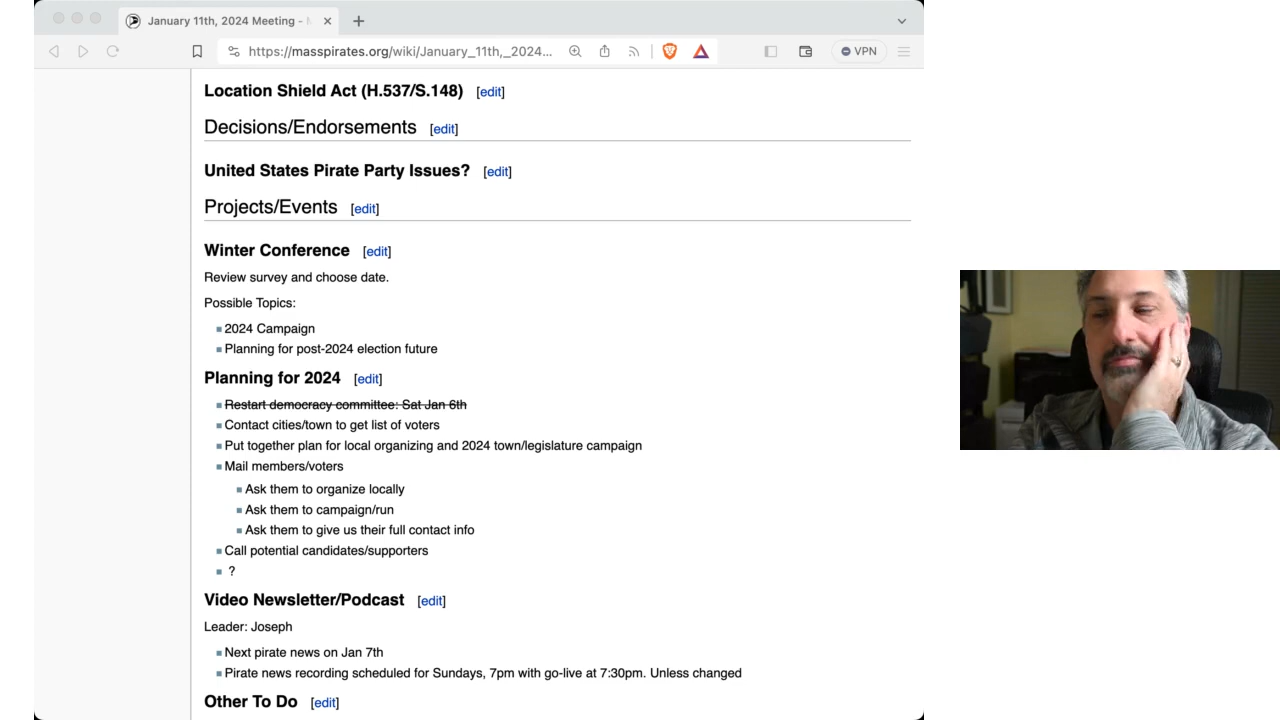 January 11th, 2024 Meeting - M
https://masspirates.org/wiki/January_11th,_2024...
VPN
Location Shield Act (H.537/S.148) [edit]
Decisions/Endorsements [edit]
United States Pirate Party Issues? [edit]
Projects/Events [edit]
Winter Conference [edit]
Review survey and choose date.
Possible Topics:
2024 Campaign
Planning for post-2024 election future
Planning for 2024 [edit]
Restart democracy committee: Sat Jan 6th
Contact cities/town to get list of voters
Put together plan for local organizing and 2024 town/legislature campaign
Mail members/voters
Ask them to organize locally
Ask them to campaign/run
Ask them to give us their full contact info
Call potential candidates/supporters
?
Video Newsletter/Podcast [edit]
Leader: Joseph
Next pirate news on Jan 7th
Pirate news recording scheduled for Sundays, 7pm with go-live at 7:30pm. Unless changed
Other To Do [edit]